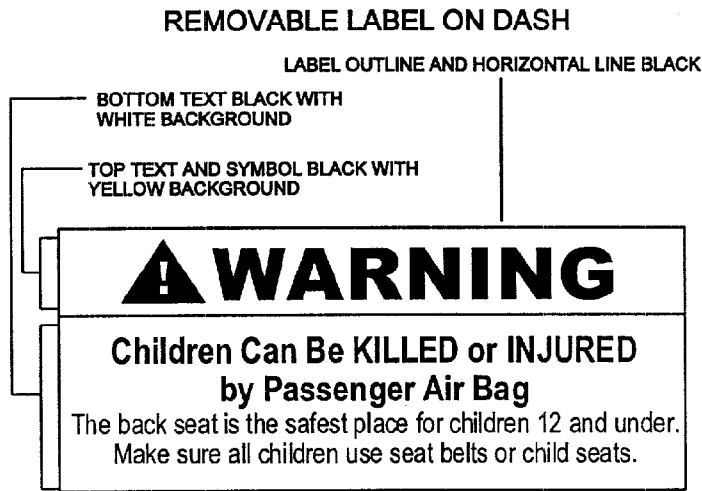 REMOVABLE LABEL ON DASH
LABEL OUTLINE AND HORIZONTAL LINE BLACK
BOTTOM TEXT BLACK WITH
WHITE BACKGROUND
TOP TEXT AND SYMBOL BLACK WITH
YELLOW BACKGROUND
! WARNING
Children Can Be KILLED or INJURED
by Passenger Air Bag
The back seat is the safest place for children 12 and under.
Make sure all children use seat belts or child seats.